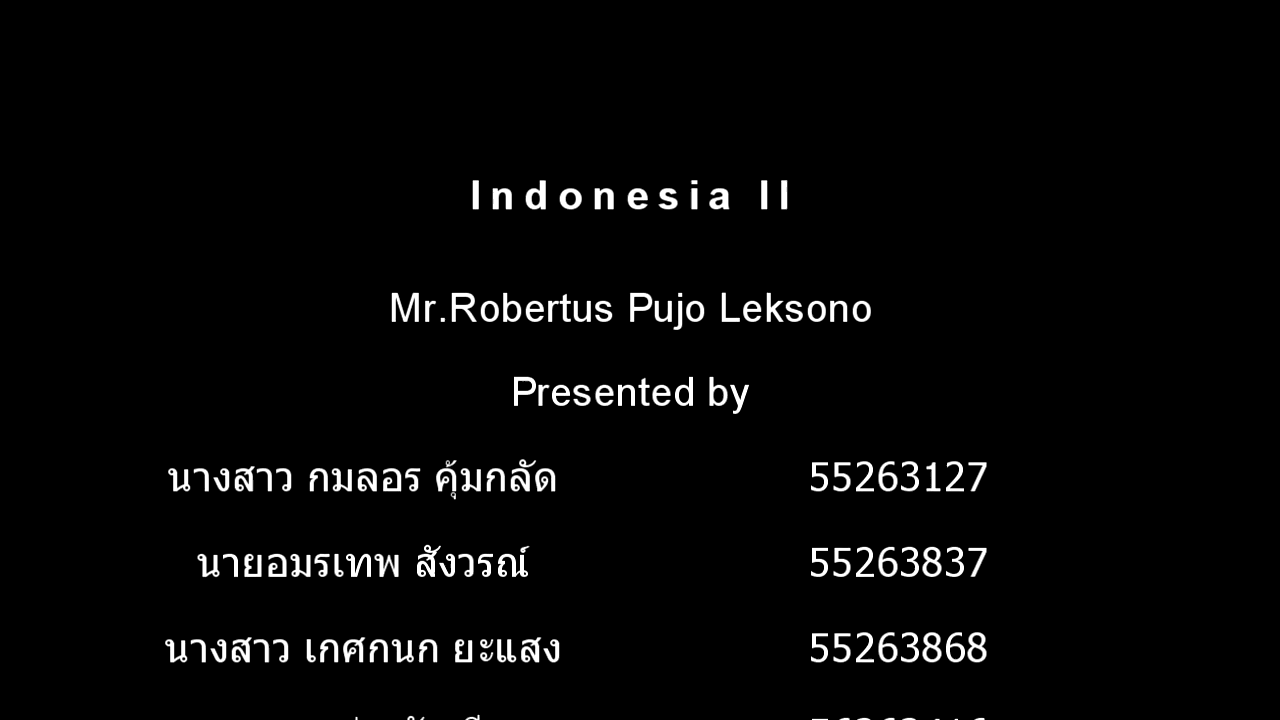 Indonesia II
Mr.Robertus Pujo Leksono
Presented by
นางสาว กมลอร คุ้มกลัด 55263127
นายอมรเทพ สังวรณ์ 55263837
นางสาว เกศกนก ยะแสง 55263868